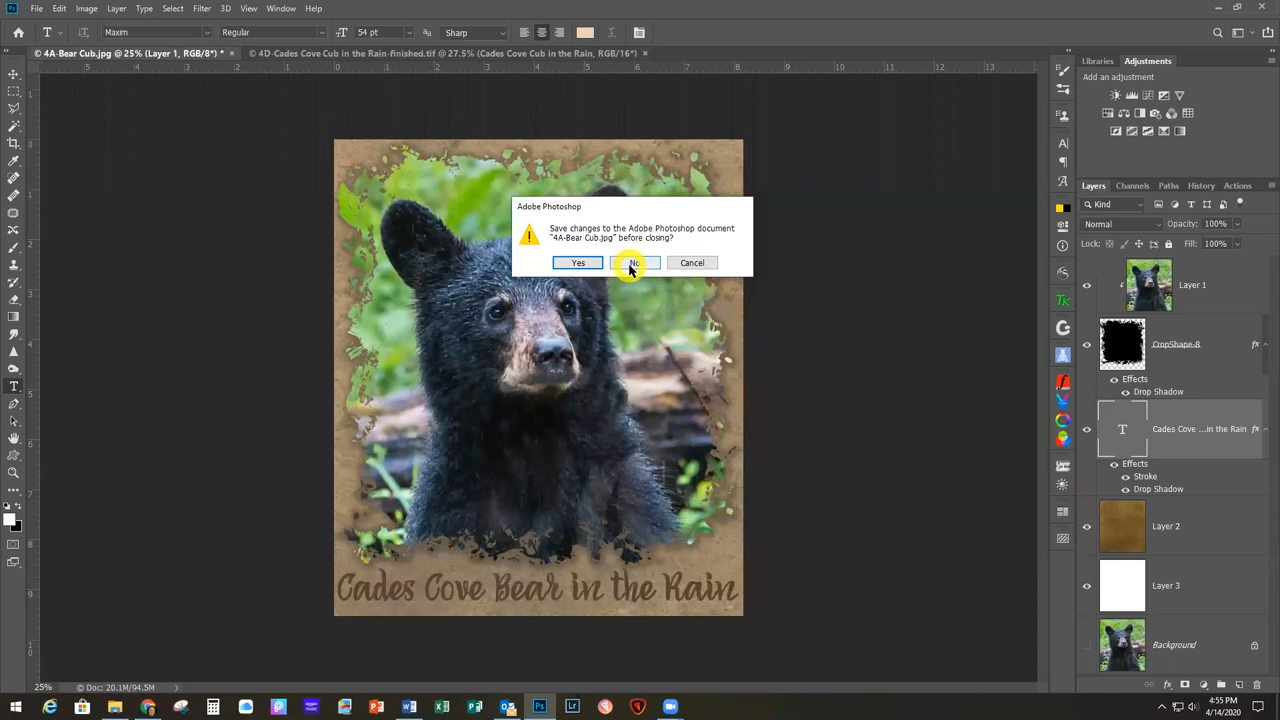 Ps File Edit Image Layer Type Select Filter 3D View Window Help
T Maxim Regular 54 pt Sharp
© 4A-Bear Cub.jpg @ 25% (Layer 1, RGB/8*) * × © 4D-Cades Cove Cub in the Rain-finished.tif @ 27.5% (Cades Cove Cub in the Rain, RGB/16*) ×
Libraries Adjustments
Add an adjustment
Adobe Photoshop
Save changes to the Adobe Photoshop document
"4A-Bear Cub.jpg" before closing?
Yes No Cancel
Layers Channels Paths History Actions
Kind
Normal Opacity: 100%
Lock: Fill: 100%
Layer 1
CropShape-8 fx
Effects
Drop Shadow
T Cades Cove ...in the Rain fx
Effects
Stroke
Drop Shadow
Layer 2
Layer 3
Background
Cades Cove Bear in the Rain
25% Doc: 20.1M/94.5M
4:55 PM
4/14/2020